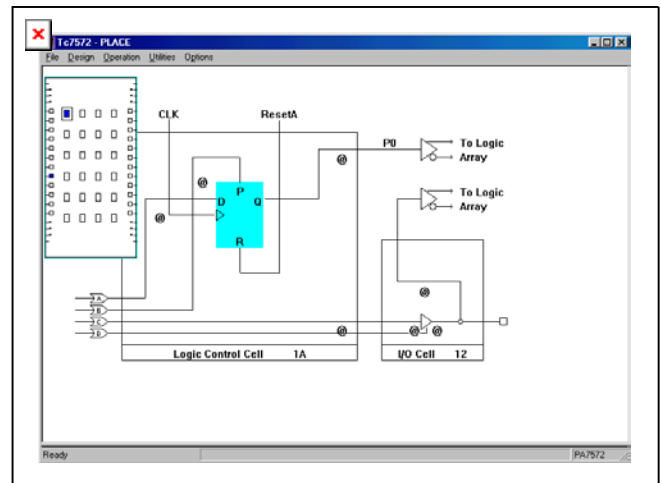 Tc7572 - PLACE
File Design Operation Utilities Options
CLK ResetA
P0 To Logic
Array
@
@ P
D Q
To Logic
Array
@
R
@
A
B
C
D
@ @ @
Logic Control Cell 1A
I/O Cell 12
Ready PA7572